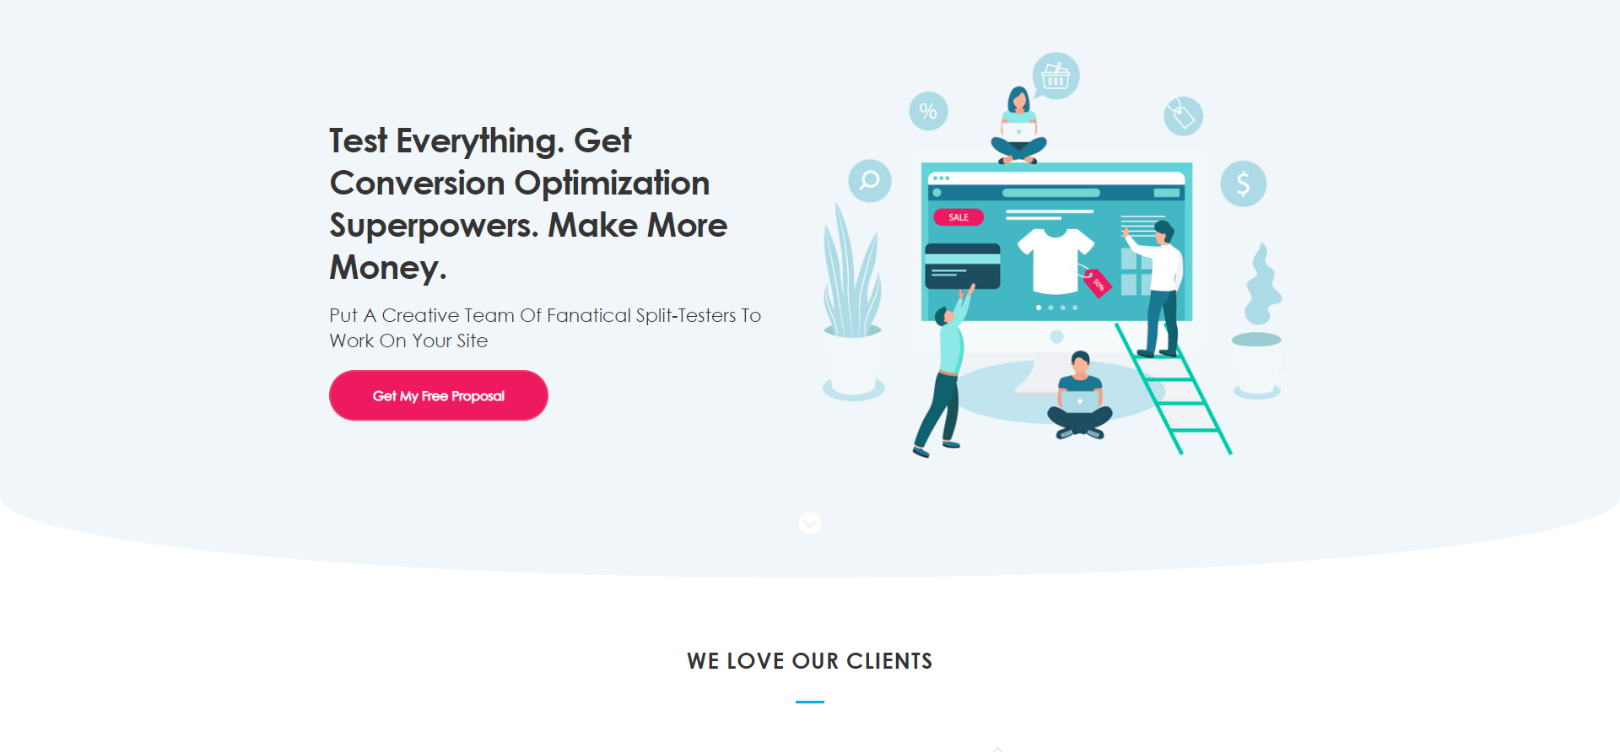 Test Everything. Get
Conversion Optimization
Superpowers. Make More
Money.
Put A Creative Team Of Fanatical Split-Testers To
Work On Your Site
Get My Free Proposal
%
$
SALE
50%
WE LOVE OUR CLIENTS